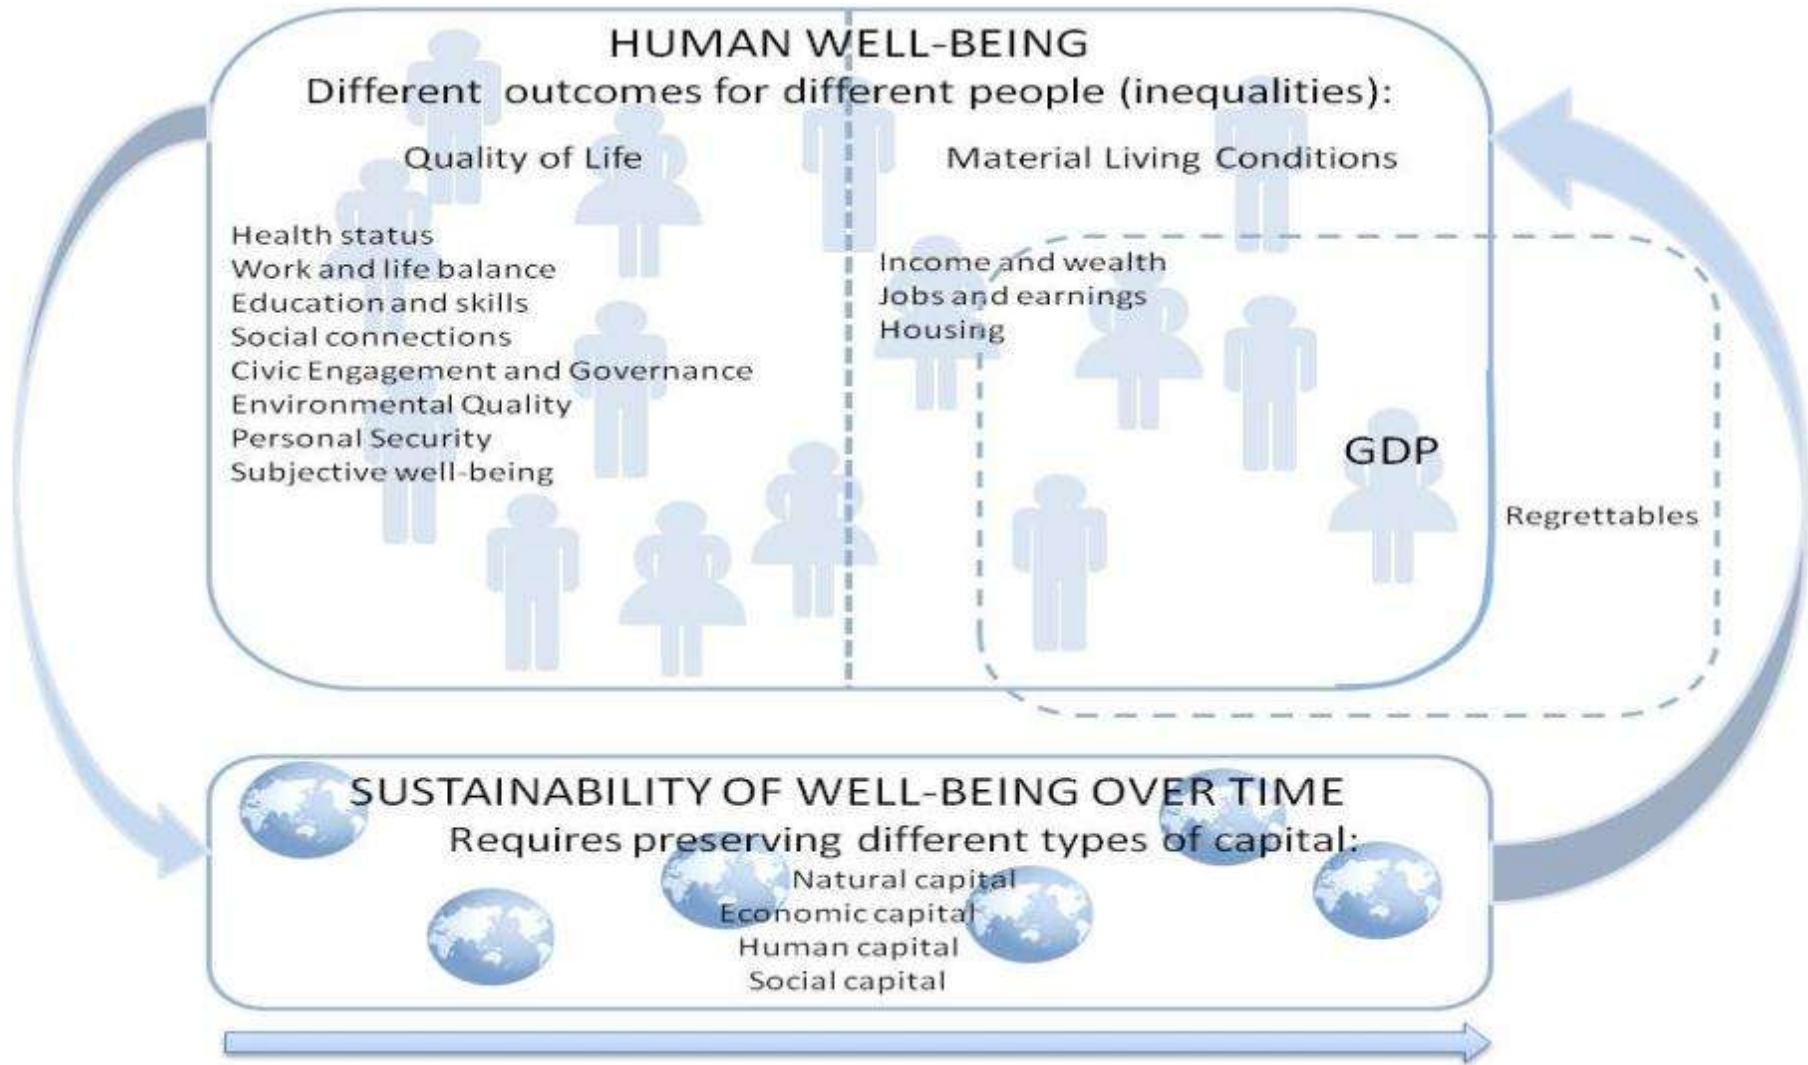 HUMAN WELL-BEING
Different outcomes for different people (inequalities):
Quality of Life
Health status
Work and life balance
Education and skills
Social connections
Civic Engagement and Governance
Environmental Quality
Personal Security
Subjective well-being
Material Living Conditions
Income and wealth
Jobs and earnings
Housing
GDP
Regrettables
SUSTAINABILITY OF WELL-BEING OVER TIME
Requires preserving different types of capital:
Natural capital
Economic capital
Human capital
Social capital